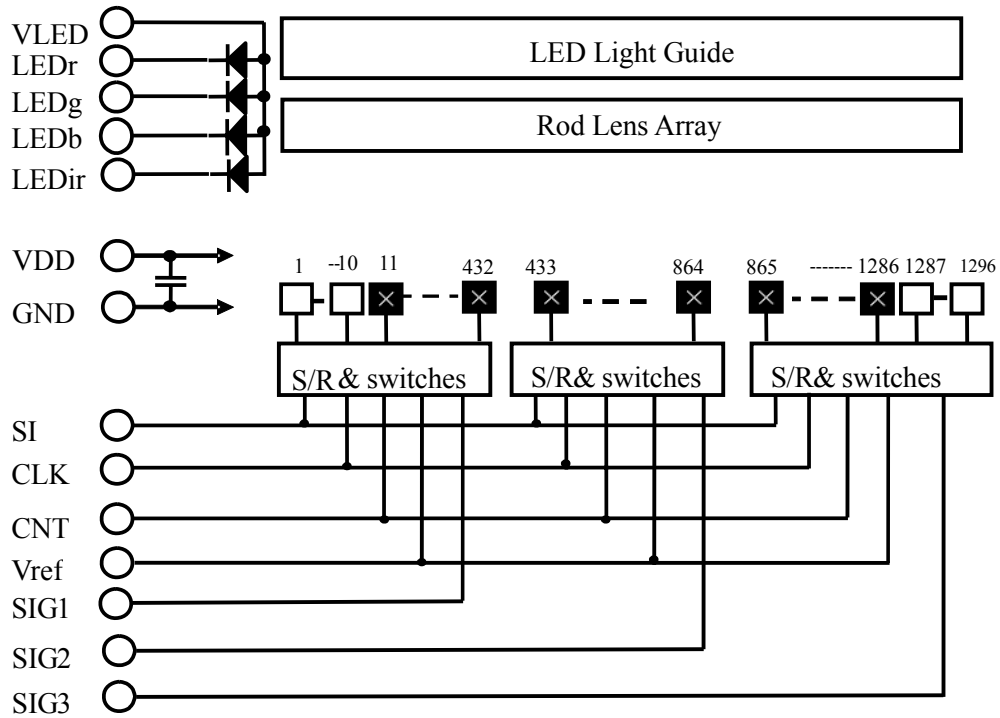 VLED
LEDr
LEDg
LEDb
LEDir
LED Light Guide
Rod Lens Array
VDD
GND
1 --10 11 432 433 864 865 ------- 1286 1287 1296
S/R & switches S/R& switches S/R& switches
SI
CLK
CNT
Vref
SIG1
SIG2
SIG3